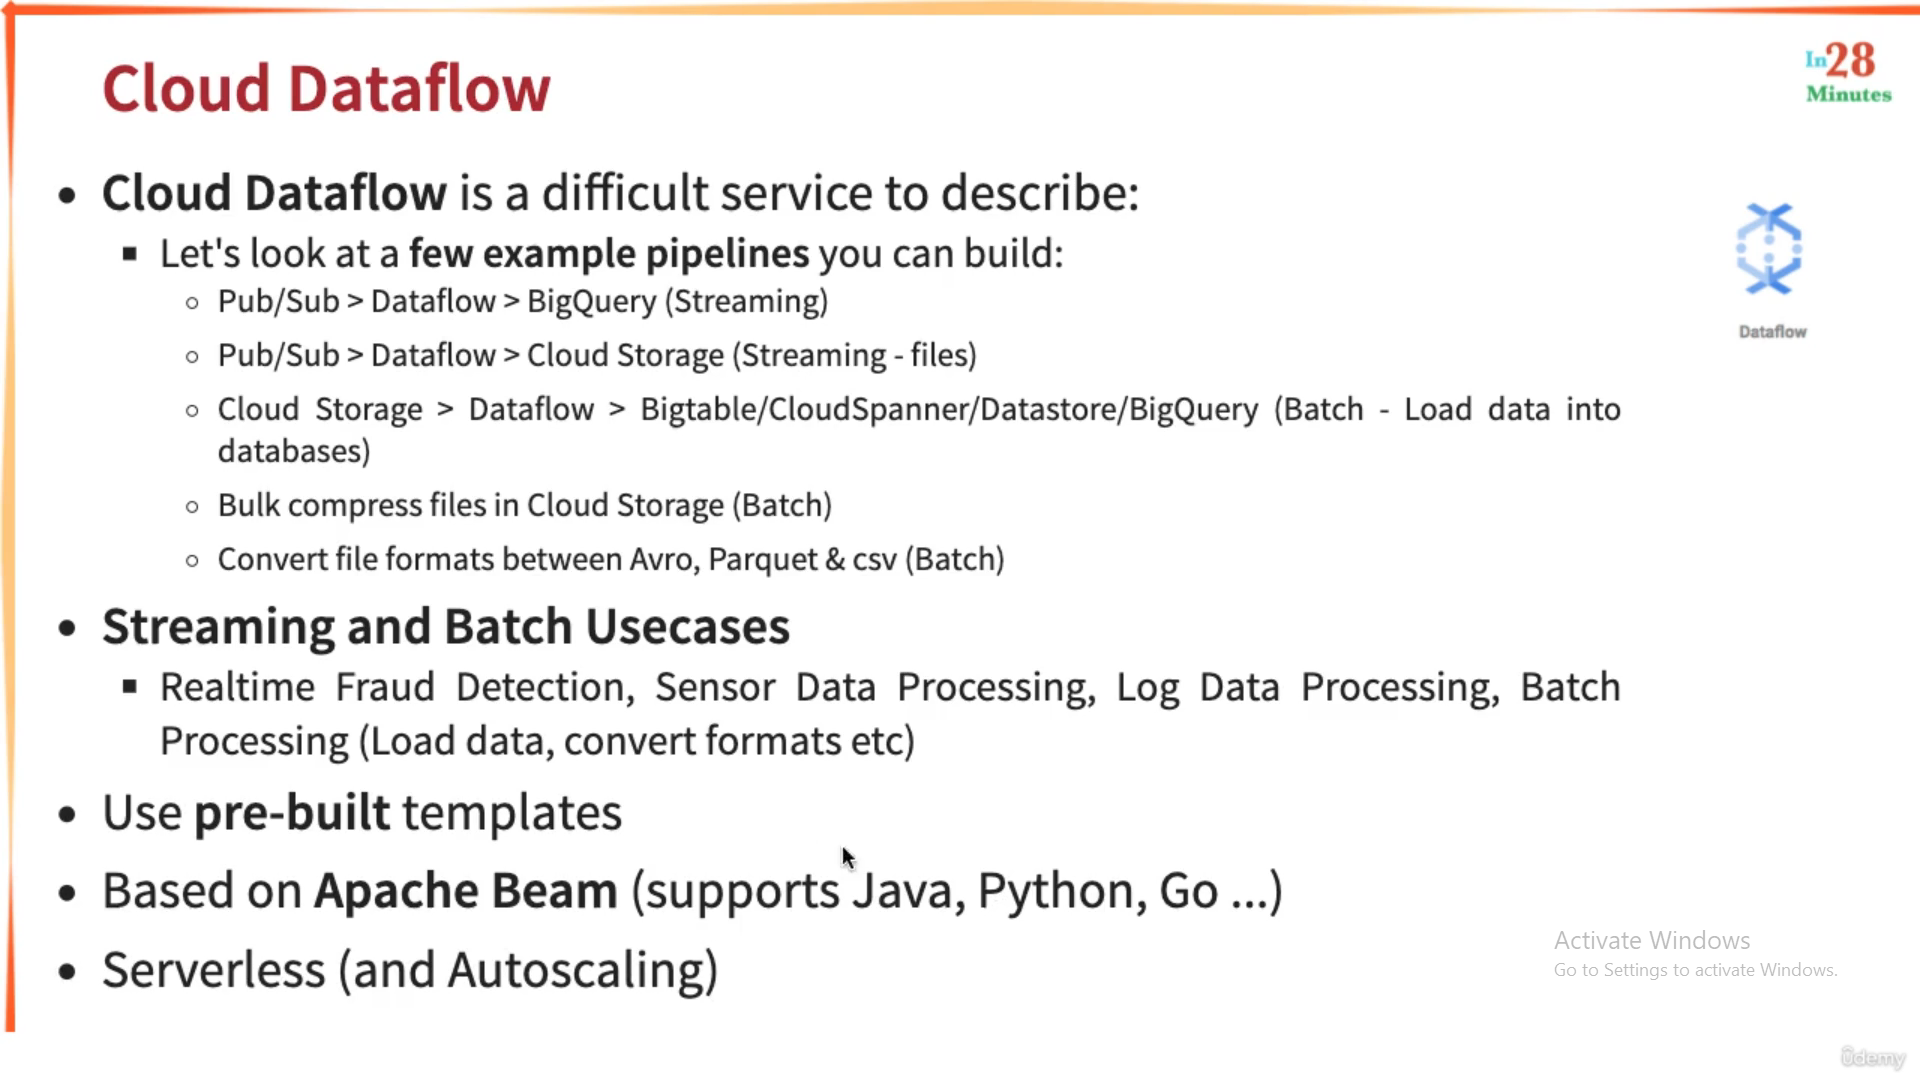 Cloud Dataflow
In28
Minutes
• Cloud Dataflow is a difficult service to describe:
▪ Let's look at a few example pipelines you can build:
○ Pub/Sub > Dataflow > BigQuery (Streaming)
Dataflow
○ Pub/Sub > Dataflow > Cloud Storage (Streaming - files)
○ Cloud Storage > Dataflow > Bigtable/CloudSpanner/Datastore/BigQuery (Batch - Load data into
databases)
○ Bulk compress files in Cloud Storage (Batch)
○ Convert file formats between Avro, Parquet & csv (Batch)
• Streaming and Batch Usecases
▪ Realtime Fraud Detection, Sensor Data Processing, Log Data Processing, Batch
Processing (Load data, convert formats etc)
• Use pre-built templates
• Based on Apache Beam (supports Java, Python, Go ...)
• Serverless (and Autoscaling)
Activate Windows
Go to Settings to activate Windows.
ûdemy